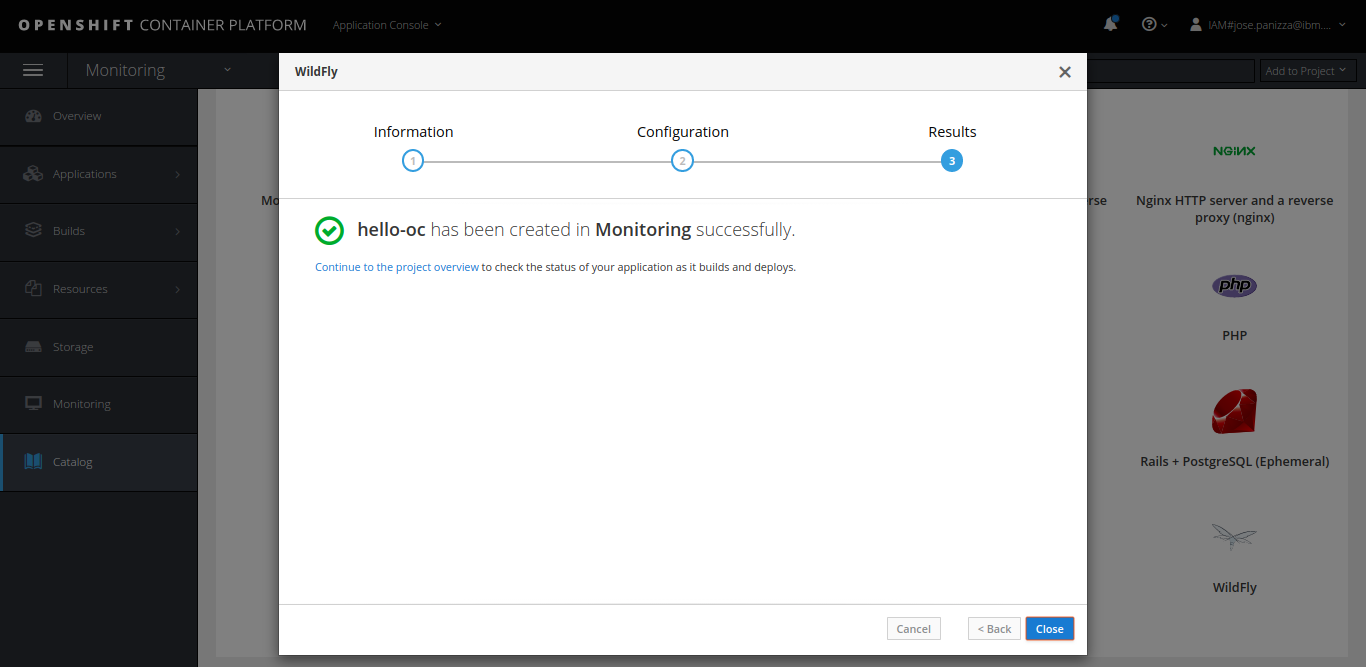 OPENSHIFT CONTAINER PLATFORM
Application Console
IAM#jose.panizza@ibm....
Monitoring
Add to Project
Overview
Applications
Builds
Resources
Storage
Monitoring
Catalog
WildFly
Information
Configuration
Results
1
2
3
hello-oc has been created in Monitoring successfully.
Continue to the project overview to check the status of your application as it builds and deploys.
Cancel
< Back
Close
Mo
rse
NGINX
Nginx HTTP server and a reverse
proxy (nginx)
php
PHP
Rails + PostgreSQL (Ephemeral)
WildFly